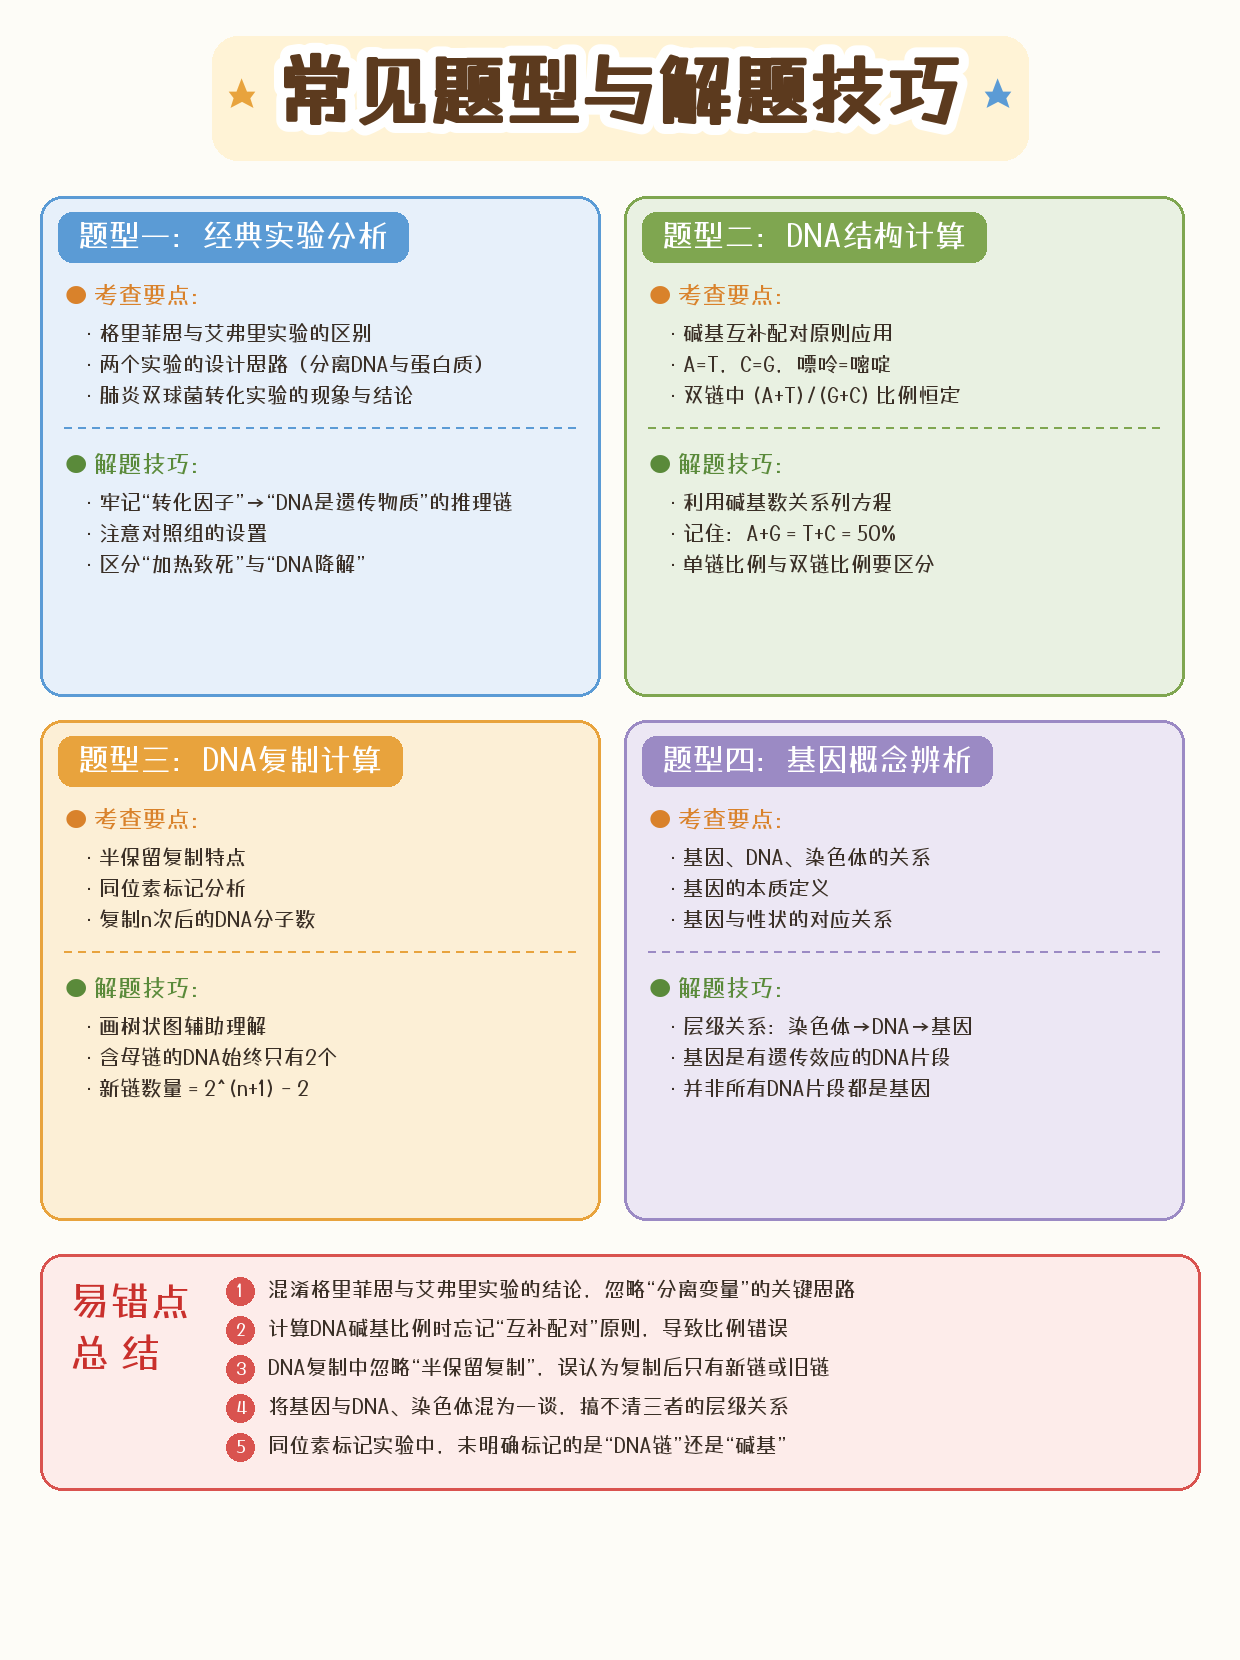 常见题型与解题技巧
题型一：经典实验分析
考查要点：
· 格里菲思与艾弗里实验的区别
· 两个实验的设计思路（分离DNA与蛋白质）
· 肺炎双球菌转化实验的现象与结论
解题技巧：
· 牢记“转化因子”→“DNA是遗传物质”的推理链
· 注意对照组的设置
· 区分“加热致死”与“DNA降解”
题型二：DNA结构计算
考查要点：
· 碱基互补配对原则应用
· A=T，C=G，嘌呤=嘧啶
· 双链中 (A+T)/(G+C) 比例恒定
解题技巧：
· 利用碱基数关系列方程
· 记住：A+G = T+C = 50%
· 单链比例与双链比例要区分
题型三：DNA复制计算
考查要点：
· 半保留复制特点
· 同位素标记分析
· 复制n次后的DNA分子数
解题技巧：
· 画树状图辅助理解
· 含母链的DNA始终只有2个
· 新链数量 = 2^(n+1) - 2
题型四：基因概念辨析
考查要点：
· 基因、DNA、染色体的关系
· 基因的本质定义
· 基因与性状的对应关系
解题技巧：
· 层级关系：染色体→DNA→基因
· 基因是有遗传效应的DNA片段
· 并非所有DNA片段都是基因
易错点
总 结
1 混淆格里菲思与艾弗里实验的结论，忽略“分离变量”的关键思路
2 计算DNA碱基比例时忘记“互补配对”原则，导致比例错误
3 DNA复制中忽略“半保留复制”，误认为复制后只有新链或旧链
4 将基因与DNA、染色体混为一谈，搞不清三者的层级关系
5 同位素标记实验中，未明确标记的是“DNA链”还是“碱基”